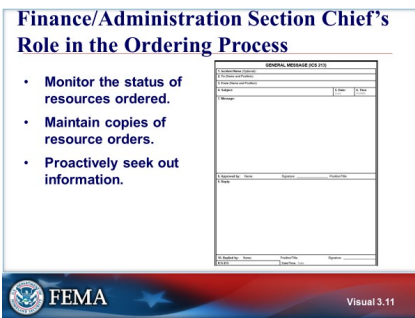 Finance/Administration Section Chief's
Role in the Ordering Process
• Monitor the status of
resources ordered.
• Maintain copies of
resource orders.
• Proactively seek out
information.
GENERAL MESSAGE (ICS 213)
1. Incident Name (Optional):
2. To (Name and Position):
3. From (Name and Position):
4. Subject: 5. Date: 6. Time
7. Message:
8. Approved by: Name: Signature: Position/Title:
9. Reply:
10. Replied by: Name: Position/Title: Signature:
ICS 213 Date/Time:
FEMA
Visual 3.11